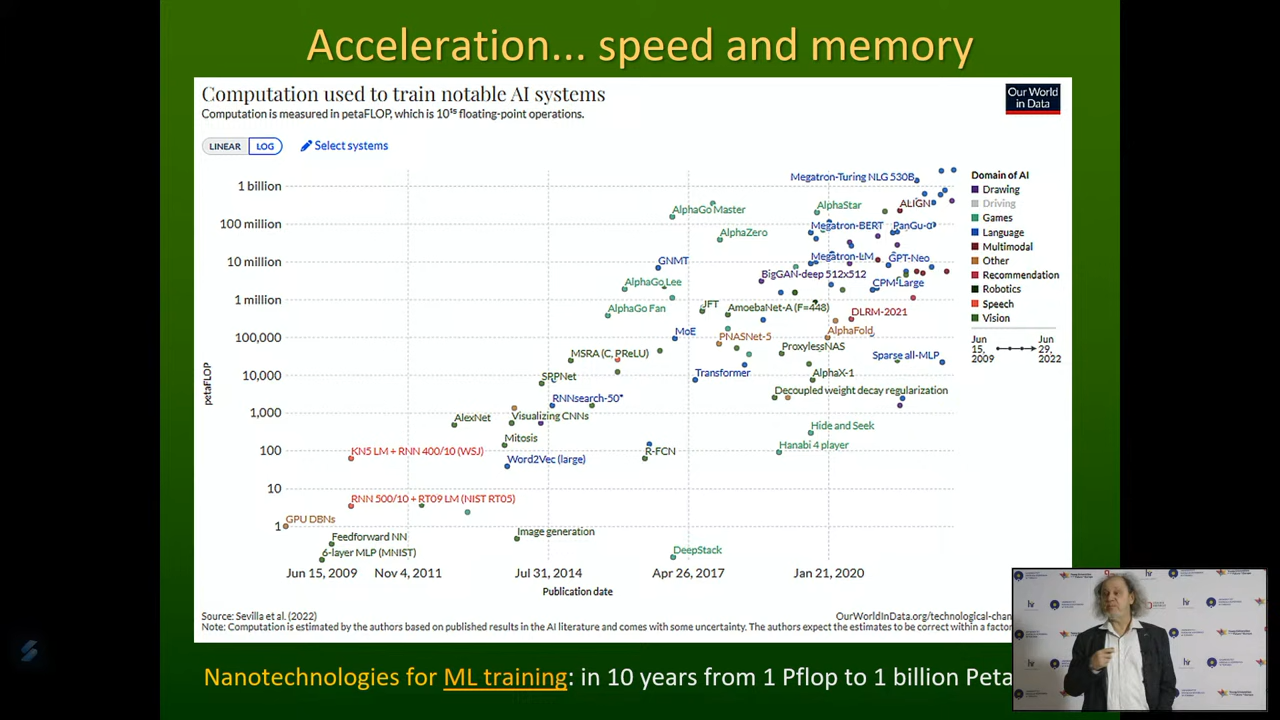 Acceleration... speed and memory
Computation used to train notable AI systems
Computation is measured in petaFLOP, which is 10¹⁵ floating-point operations.
Our World
in Data
LINEAR LOG Select systems
petaFLOP
1 billion
100 million
10 million
1 million
100,000
10,000
1,000
100
10
1
Megatron-Turing NLG 530B
AlphaGo Master
AlphaStar
ALIGN
AlphaZero
Megatron-BERT
PanGu-α
GNMT
Megatron-LM
GPT-Neo
AlphaGo Lee
BigGAN-deep 512x512
CPM-Large
AlphaGo Fan
JFT
AmoebaNet-A (F=448)
DLRM-2021
MoE
PNASNet-5
AlphaFold
MSRA (C, PReLU)
ProxylessNAS
Sparse all-MLP
SPPNet
Transformer
AlphaX-1
RNNsearch-50*
Decoupled weight decay regularization
AlexNet
Visualizing CNNs
Hide and Seek
Mitosis
Hanabi 4 player
KN5 LM + RNN 400/10 (WSJ)
R-FCN
Word2Vec (large)
RNN 500/10 + RT09 LM (NIST RT05)
GPU DBNs
Feedforward NN
Image generation
6-layer MLP (MNIST)
DeepStack
Jun 15, 2009 Nov 4, 2011 Jul 31, 2014 Apr 26, 2017 Jan 21, 2020
Publication date
Domain of AI
Drawing
Driving
Games
Language
Multimodal
Other
Recommendation
Robotics
Speech
Vision
Jun
15,
2009
Jun
29,
2022
Source: Sevilla et al. (2022)
OurWorldInData.org/technological-chan
Note: Computation is estimated by the authors based on published results in the AI literature and comes with some uncertainty. The authors expect the estimates to be correct within a factor
Nanotechnologies for ML training: in 10 years from 1 Pflop to 1 billion Peta